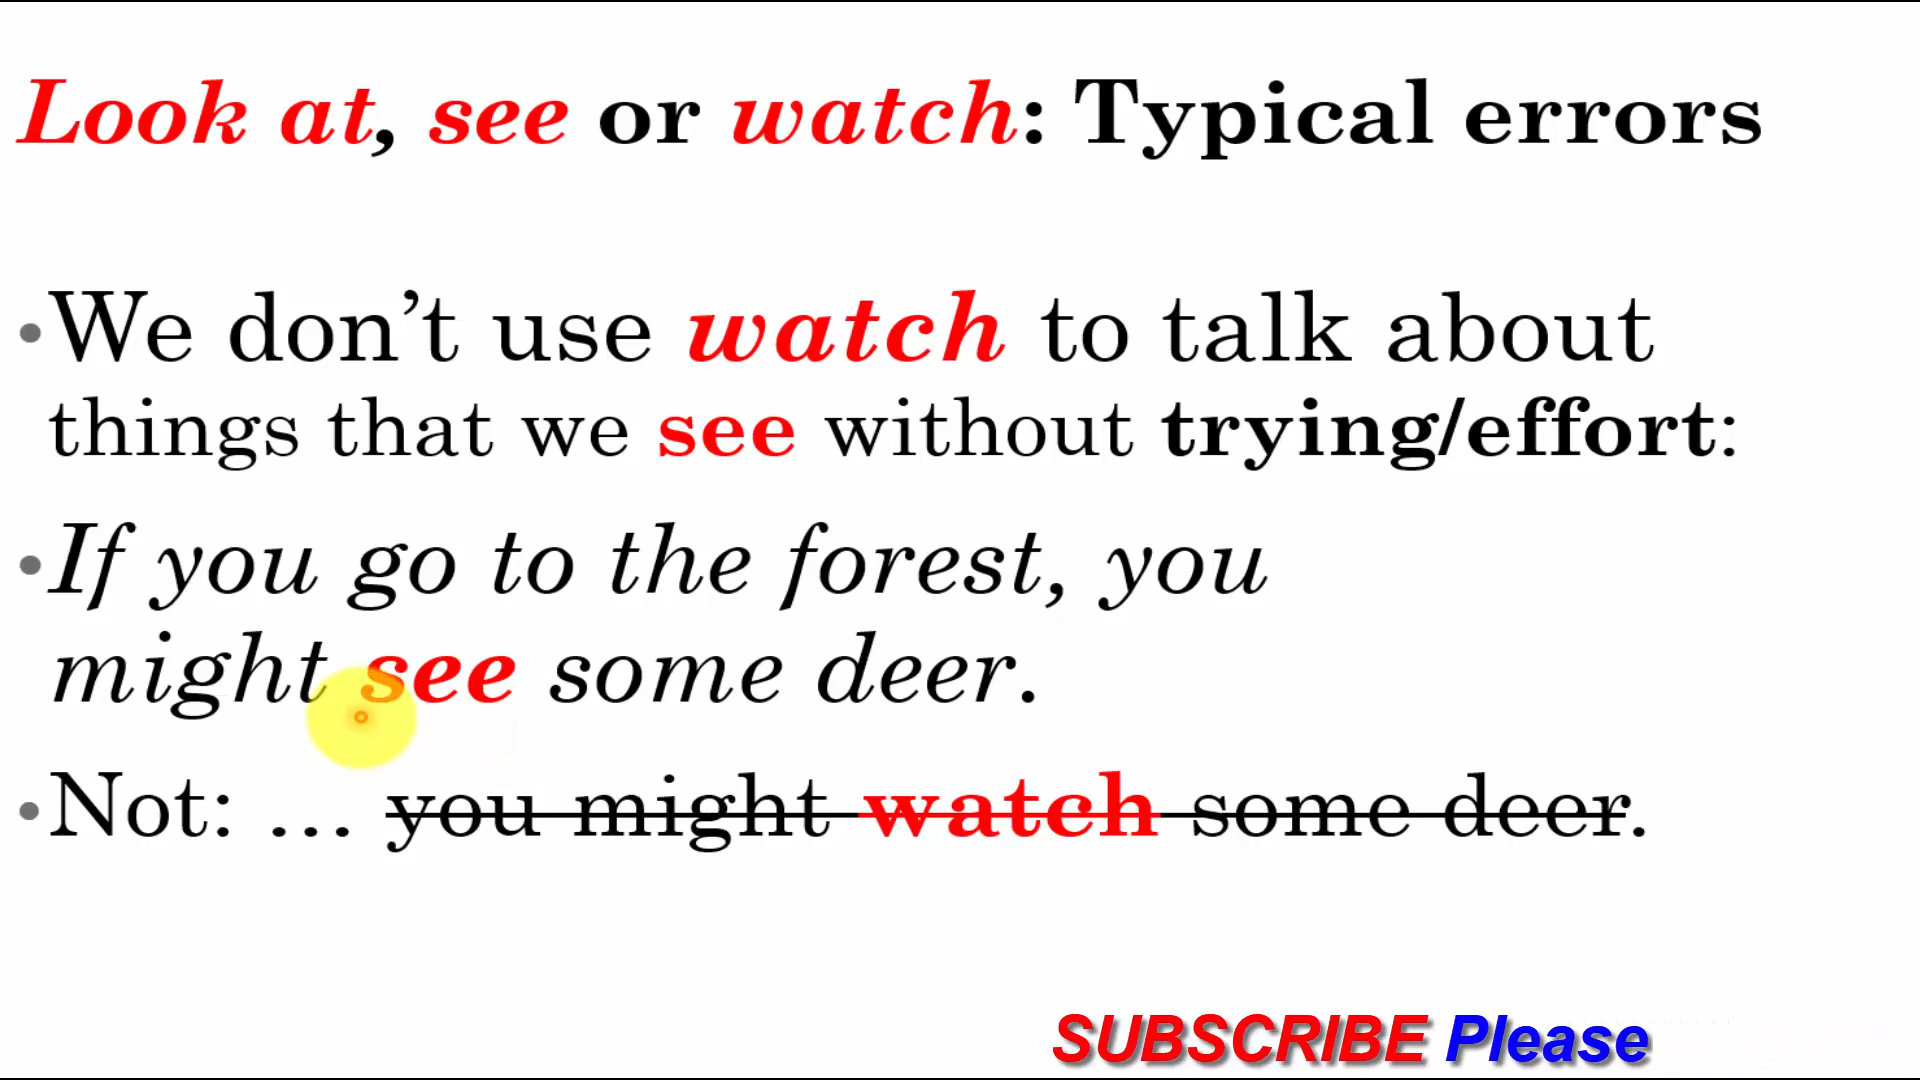 Look at, see or watch: Typical errors
•We don’t use watch to talk about
things that we see without trying/effort:
•If you go to the forest, you
might see some deer.
•Not: … you might watch some deer.
SUBSCRIBE Please